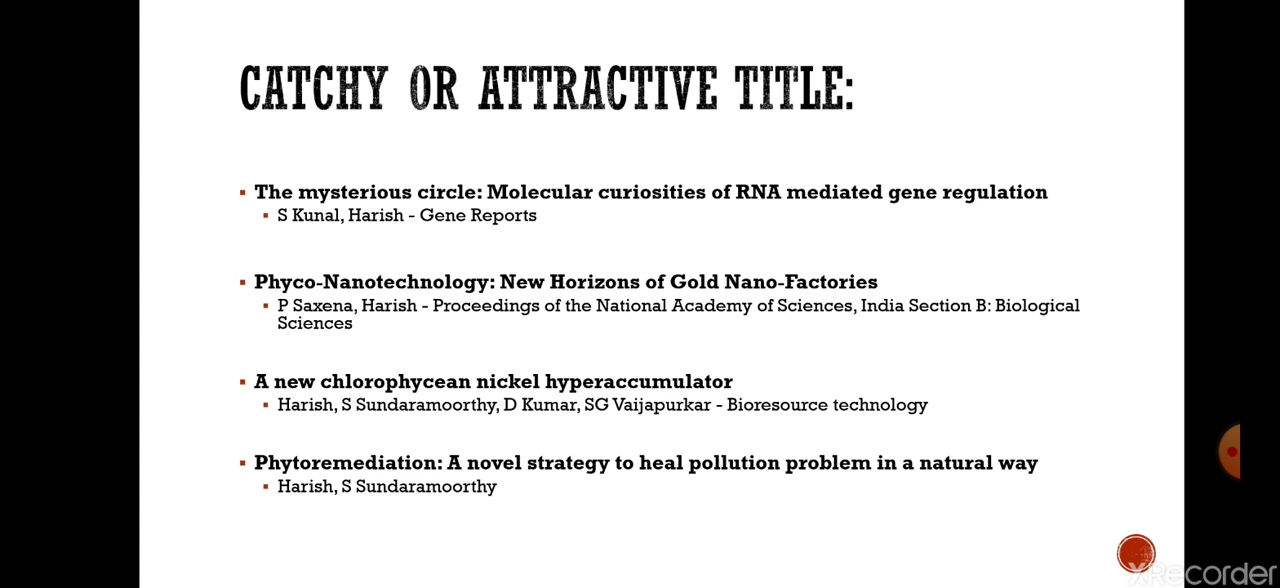 CATCHY OR ATTRACTIVE TITLE:
▪ The mysterious circle: Molecular curiosities of RNA mediated gene regulation
▪ S Kunal, Harish - Gene Reports
▪ Phyco-Nanotechnology: New Horizons of Gold Nano-Factories
▪ P Saxena, Harish - Proceedings of the National Academy of Sciences, India Section B: Biological
Sciences
▪ A new chlorophycean nickel hyperaccumulator
▪ Harish, S Sundaramoorthy, D Kumar, SG Vaijapurkar - Bioresource technology
▪ Phytoremediation: A novel strategy to heal pollution problem in a natural way
▪ Harish, S Sundaramoorthy
XRecorder